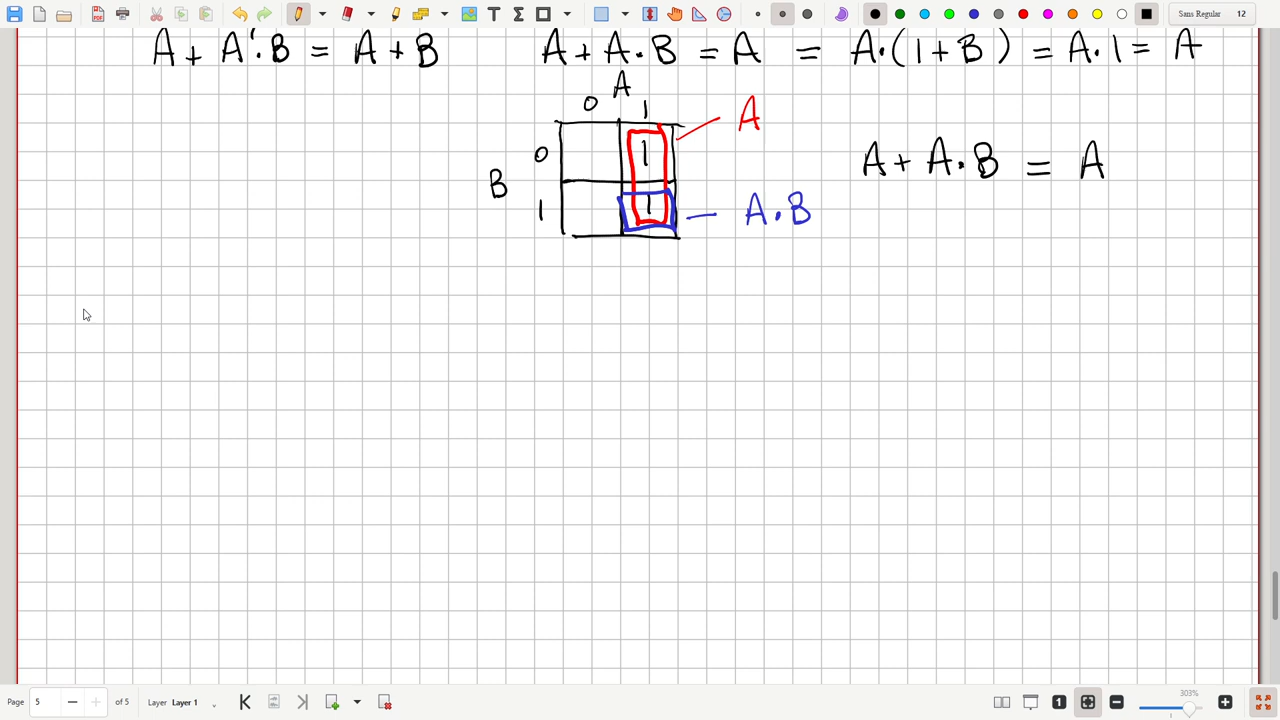 Sans Regular 12
A + A'·B = A + B
A + A·B = A = A·(1+B) = A·1 = A
A
0 1
A
0 1
A + A·B = A
B
1 1
A·B
Page 5 of 5 Layer Layer 1
303%